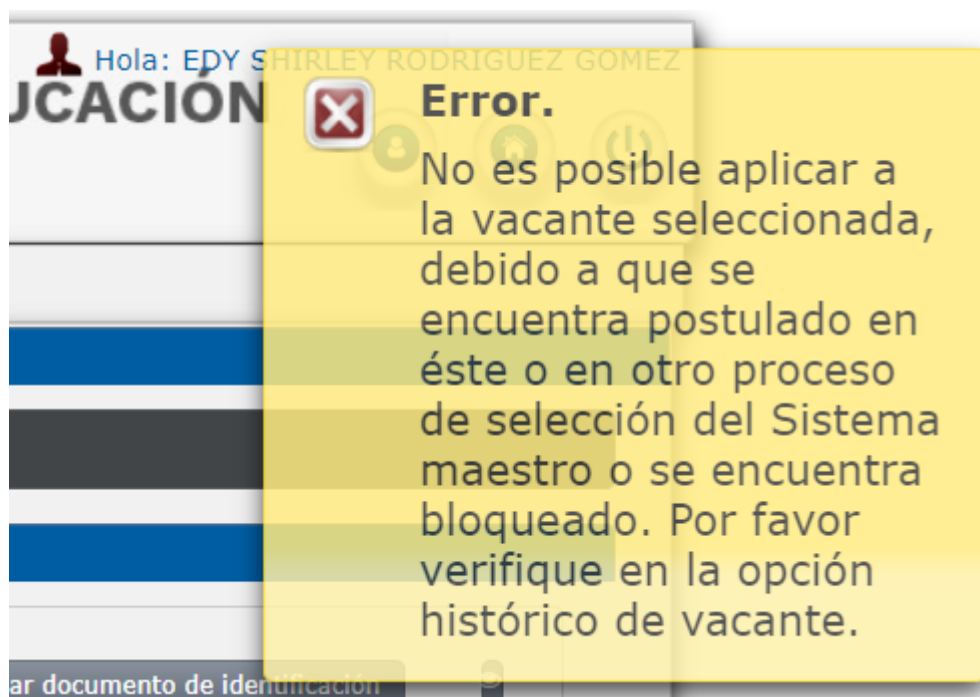 Hola: EDY SHIRLEY RODRIGUEZ GOMEZ
UCACIÓN
Error.
No es posible aplicar a
la vacante seleccionada,
debido a que se
encuentra postulado en
éste o en otro proceso
de selección del Sistema
maestro o se encuentra
bloqueado. Por favor
verifique en la opción
histórico de vacante.
ar documento de identificación